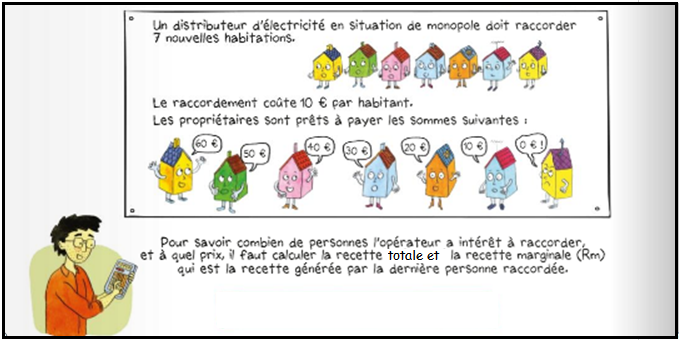 Un distributeur d'électricité en situation de monopole doit raccorder
7 nouvelles habitations.
Le raccordement coûte 10 € par habitant.
Les propriétaires sont prêts à payer les sommes suivantes :
60 €
50 €
40 €
30 €
20 €
10 €
0 € !
Pour savoir combien de personnes l'opérateur a intérêt à raccorder,
et à quel prix, il faut calculer la recette totale et la recette marginale (Rm)
qui est la recette générée par la dernière personne raccordée.